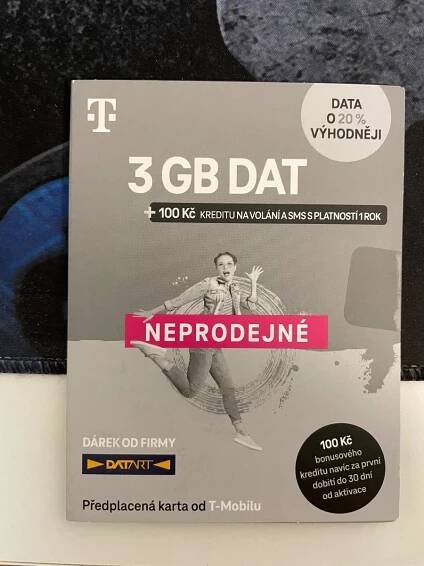 T
DATA
O 20 %
VÝHODNĚJI
3 GB DAT
+ 100 Kč KREDITU NA VOLÁNÍ A SMS S PLATNOSTÍ 1 ROK
NEPRODEJNÉ
DÁREK OD FIRMY
DATART
100 Kč
bonusového
kreditu navíc za první
dobití do 30 dní
od aktivace
Předplacená karta od T-Mobilu